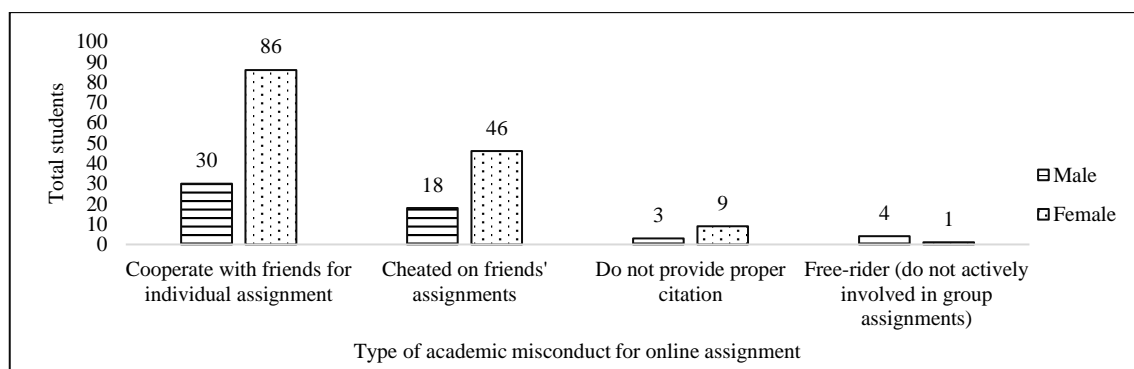 100
90
80
70
60
50
40
30
20
10
0
Total students
30
86
18
46
3
9
4
1
Male
Female
Cooperate with friends for
individual assignment
Cheated on friends'
assignments
Do not provide proper
citation
Free-rider (do not actively
involved in group
assignments)
Type of academic misconduct for online assignment